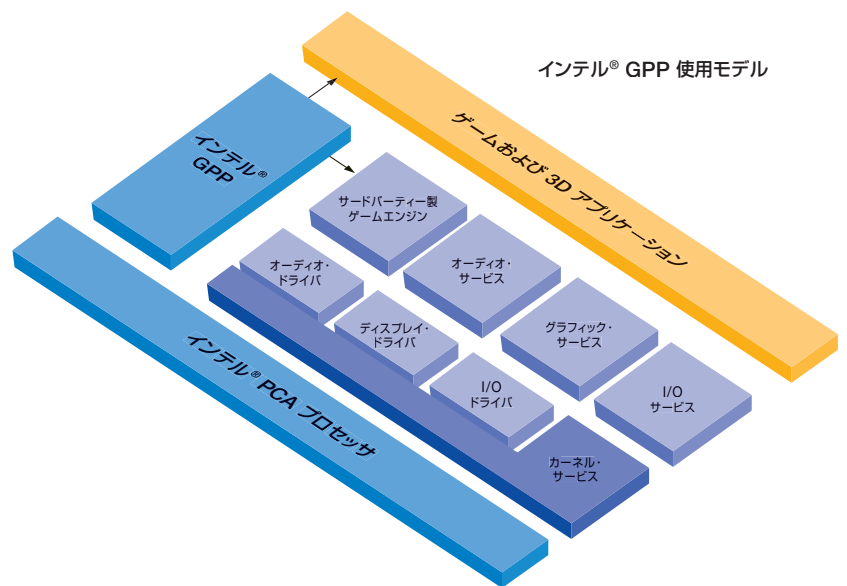 インテル® GPP 使用モデル
ゲームおよび 3D アプリケーション
インテル®
GPP
サードパーティー製
ゲームエンジン
オーディオ・
サービス
グラフィック・
サービス
I/O
サービス
オーディオ・
ドライバ
ディスプレイ・
ドライバ
I/O
ドライバ
カーネル・
サービス
インテル® PCA プロセッサ